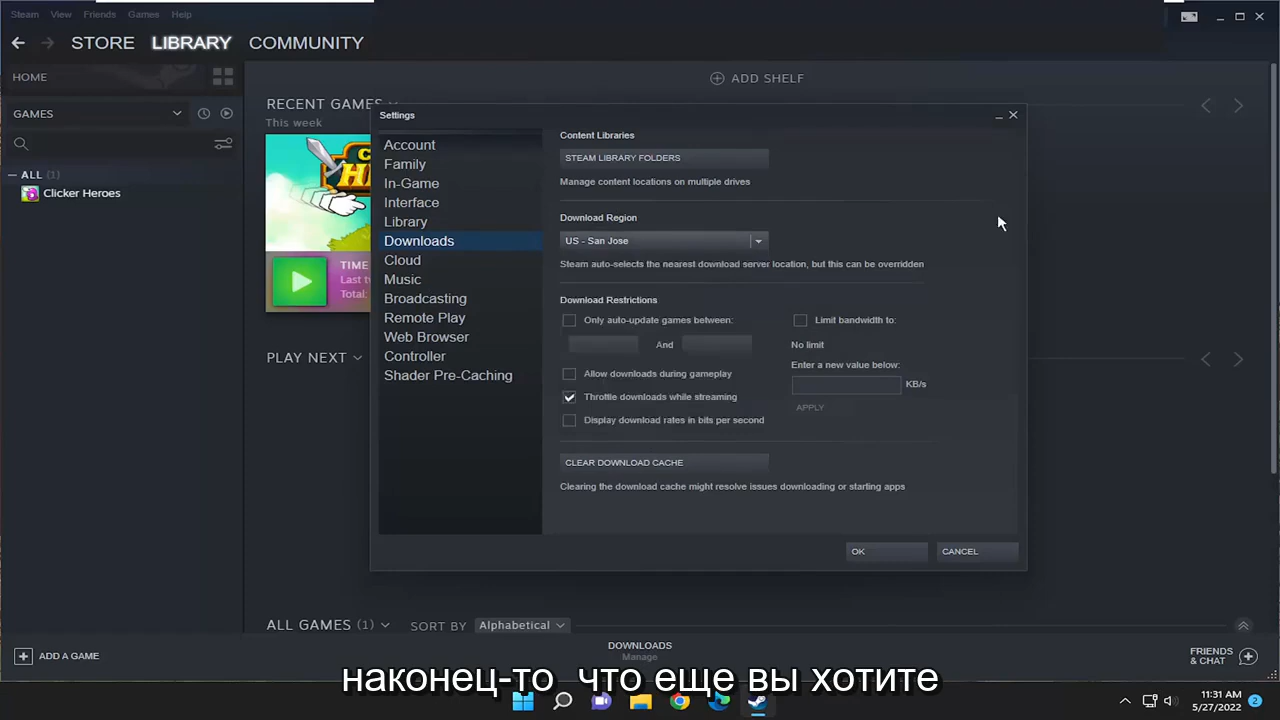 Steam View Friends Games Help
STORE LIBRARY COMMUNITY
HOME
ADD SHELF
GAMES
RECENT GAMES
This week
ALL (1)
Clicker Heroes
TIME
Last t
Total:
PLAY NEXT
Settings
Account
Family
In-Game
Interface
Library
Downloads
Cloud
Music
Broadcasting
Remote Play
Web Browser
Controller
Shader Pre-Caching
Content Libraries
STEAM LIBRARY FOLDERS
Manage content locations on multiple drives
Download Region
US - San Jose
Steam auto-selects the nearest download server location, but this can be overridden
Download Restrictions
Only auto-update games between:
And
Allow downloads during gameplay
Throttle downloads while streaming
Display download rates in bits per second
Limit bandwidth to:
No limit
Enter a new value below:
KB/s
APPLY
CLEAR DOWNLOAD CACHE
Clearing the download cache might resolve issues downloading or starting apps
OK CANCEL
ALL GAMES (1) SORT BY Alphabetical
ADD A GAME
DOWNLOADS
Manage
FRIENDS
& CHAT
наконец-то что еще вы хотите
11:31 AM
5/27/2022
2